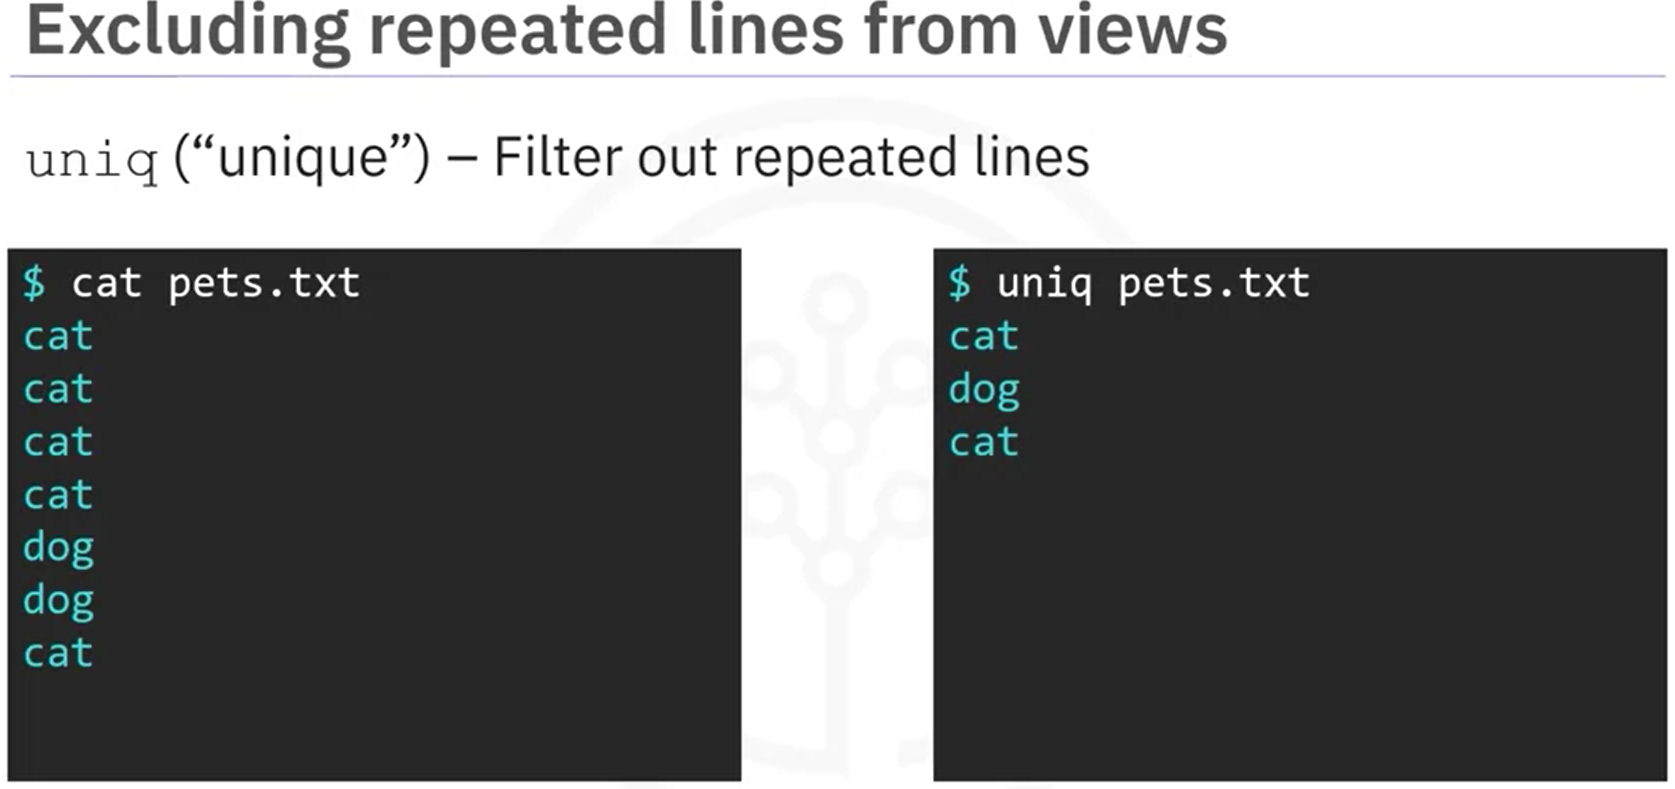 Excluding repeated lines from views
uniq (“unique”) – Filter out repeated lines
$ cat pets.txt
cat
cat
cat
cat
dog
dog
cat
$ uniq pets.txt
cat
dog
cat